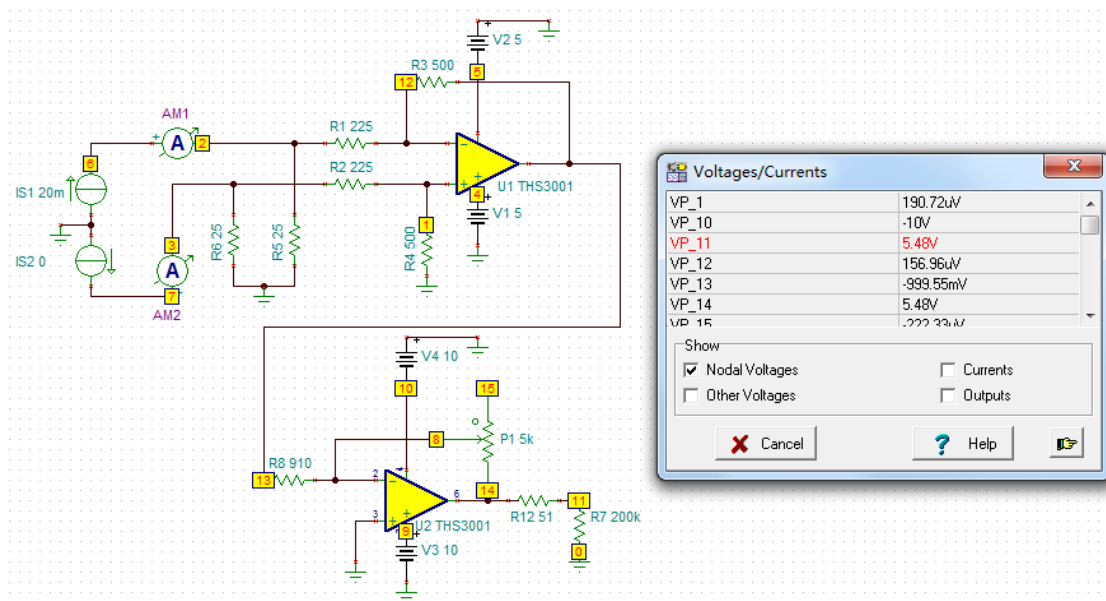 V2 5
R3 500
5
12
AM1
A
2
R1 225
6
+
IS1 20m
R2 225
U1 THS3001
4
V1 5
3
R6 25
R5 25
1
R4 500
IS2 0
A
7
AM2
V4 10
10
15
8
P1 5k
R8 910
13
2
6
14
11
3
U2 THS3001
R12 51
R7 200k
9
V3 10
0
Voltages/Currents
VP_1 190.72uV
VP_10 -10V
VP_11 5.48V
VP_12 156.96uV
VP_13 -999.55mV
VP_14 5.48V
VP_15 -222.33uV
Show
Nodal Voltages
Currents
Other Voltages
Outputs
Cancel
? Help